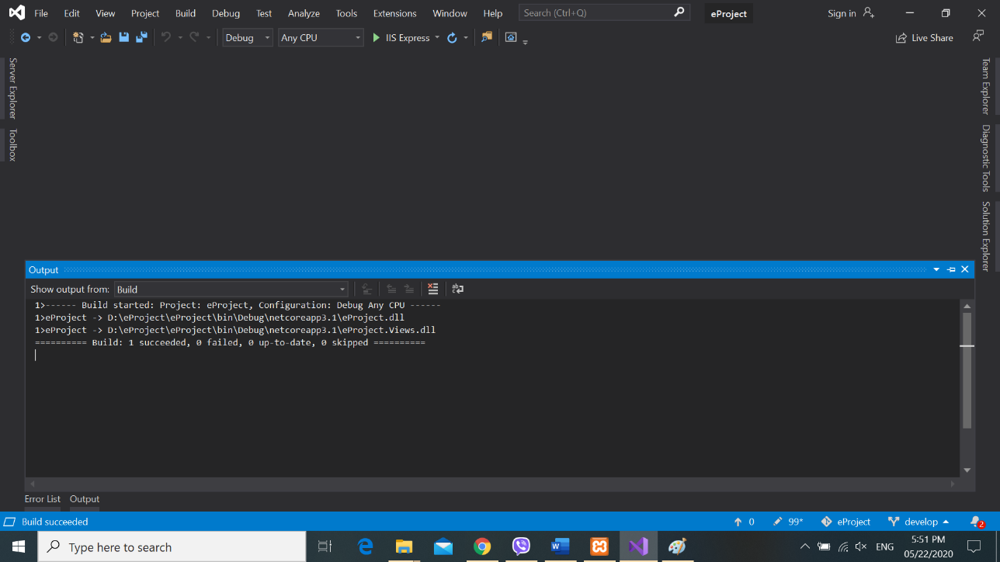 File Edit View Project Build Debug Test Analyze Tools Extensions Window Help Search (Ctrl+Q) eProject Sign in
Debug Any CPU IIS Express Live Share
Server Explorer
Toolbox
Team Explorer
Diagnostic Tools
Solution Explorer
Output
Show output from: Build
1>------ Build started: Project: eProject, Configuration: Debug Any CPU ------
1>eProject -> D:\eProject\eProject\bin\Debug\netcoreapp3.1\eProject.dll
1>eProject -> D:\eProject\eProject\bin\Debug\netcoreapp3.1\eProject.Views.dll
========== Build: 1 succeeded, 0 failed, 0 up-to-date, 0 skipped ==========
Error List Output
Build succeeded 0 99* eProject develop 2
Type here to search ENG 5:51 PM
05/22/2020